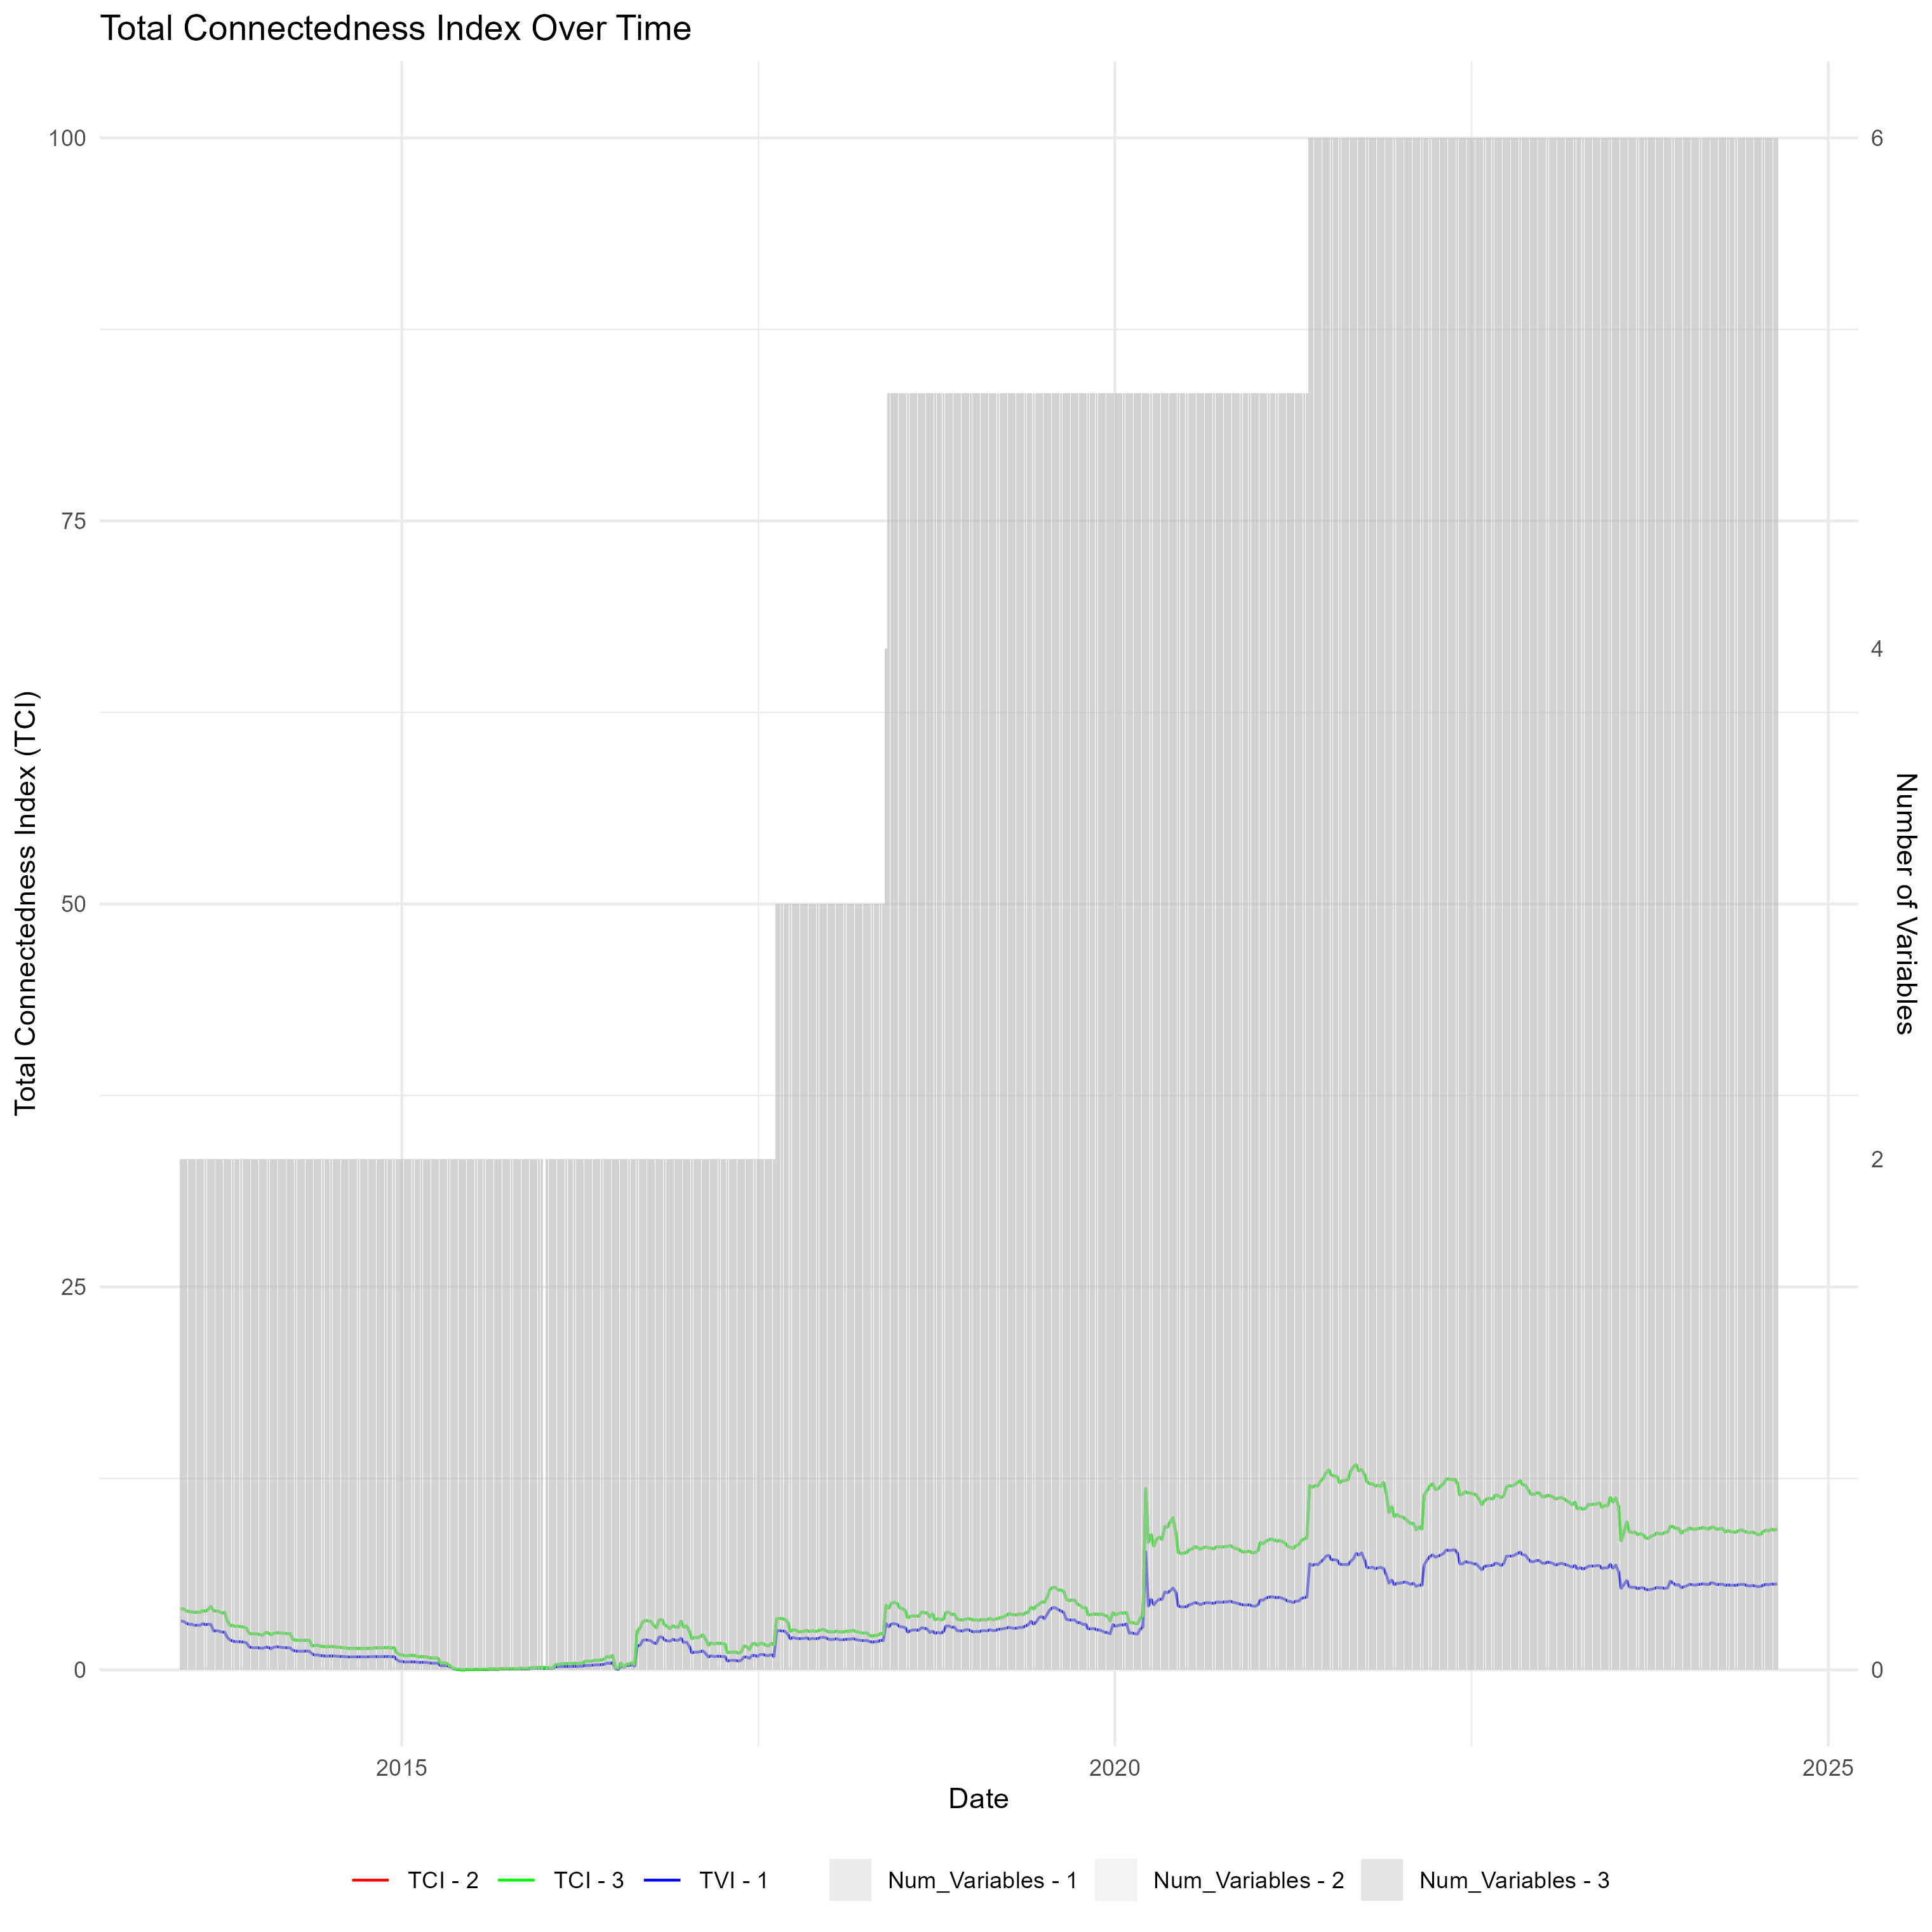 Total Connectedness Index Over Time
100
75
50
25
0
Total Connectedness Index (TCI)
6
4
2
0
Number of Variables
2015
2020
2025
Date
TCI - 2
TCI - 3
TVI - 1
Num_Variables - 1
Num_Variables - 2
Num_Variables - 3